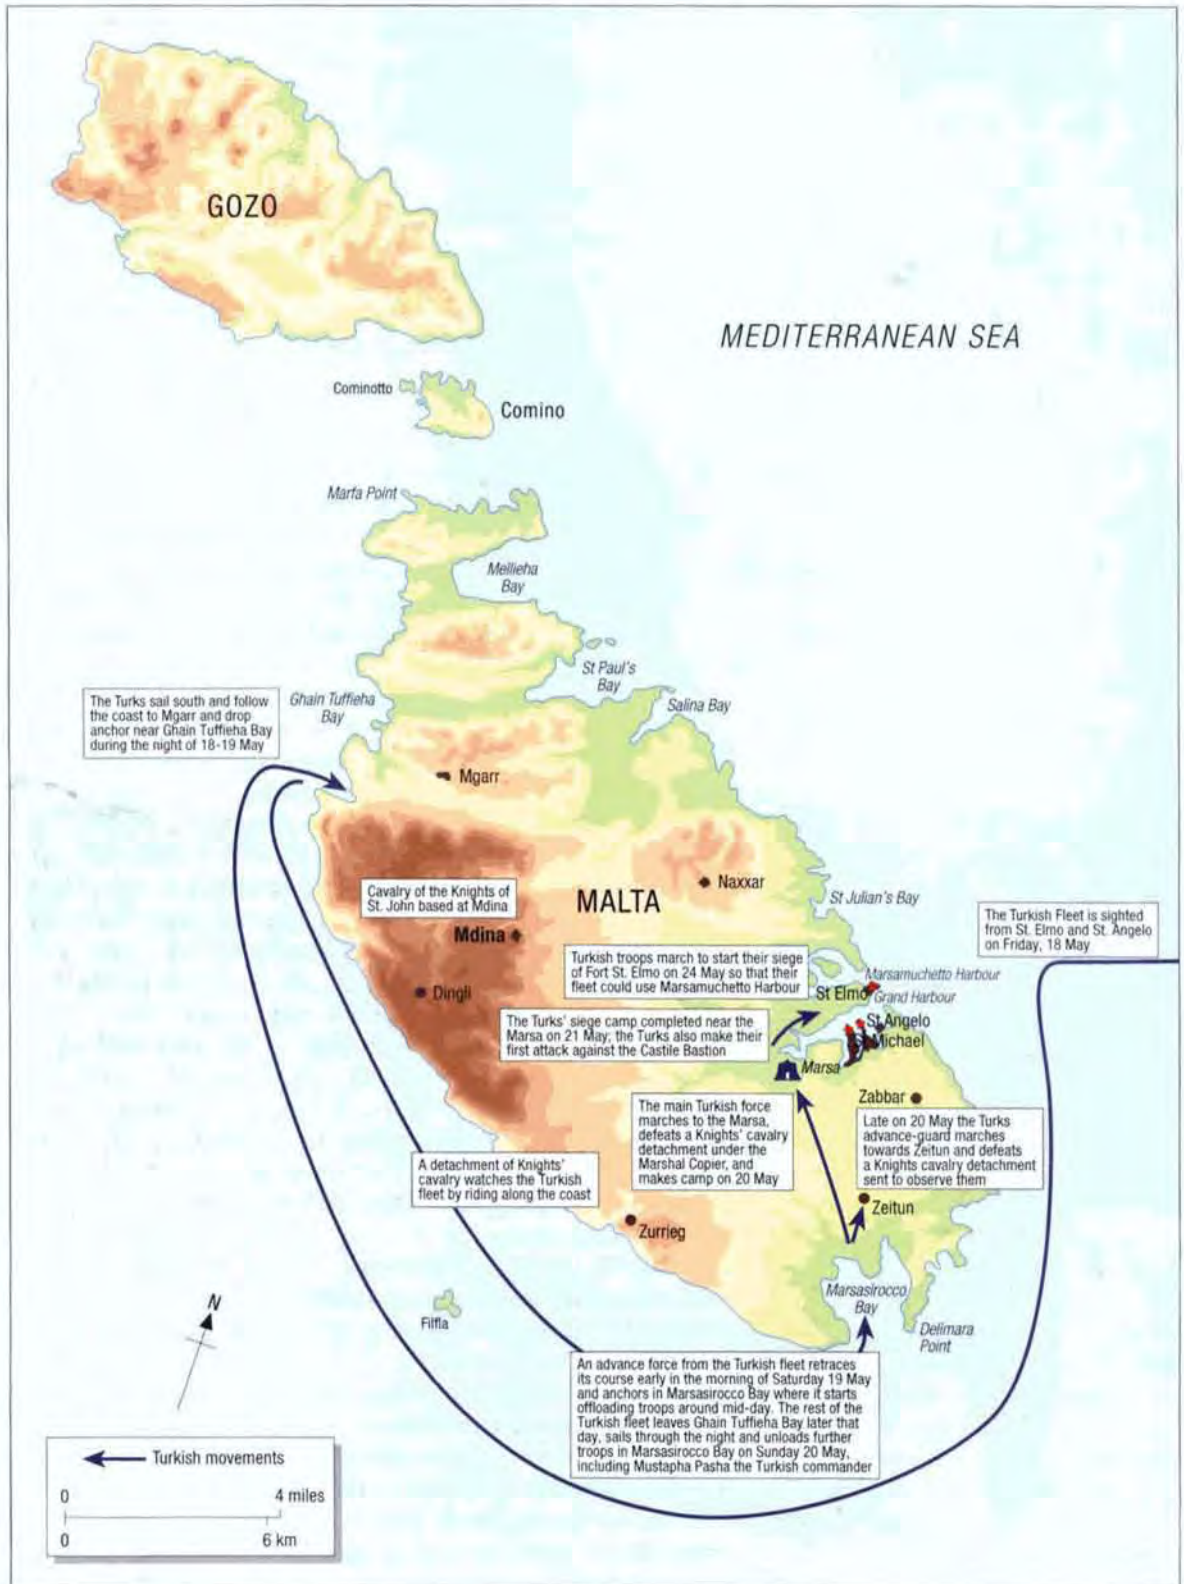 GOZO
MEDITERRANEAN SEA
Cominotto
Comino
Marfa Point
Mellieha
Bay
St Paul's
Bay
Salina Bay
Ghain Tuffieha
Bay
The Turks sail south and follow
the coast to Mgarr and drop
anchor near Ghain Tuffieha Bay
during the night of 18-19 May
Mgarr
Naxxar
MALTA
St Julian's Bay
Cavalry of the Knights of
St. John based at Mdina
Mdina
The Turkish Fleet is sighted
from St. Elmo and St. Angelo
on Friday, 18 May
Turkish troops march to start their siege
of Fort St. Elmo on 24 May so that their
fleet could use Marsamuchetto Harbour
Marsamuchetto Harbour
St Elmo
Grand Harbour
Dingli
The Turks' siege camp completed near the
Marsa on 21 May; the Turks also make their
first attack against the Castile Bastion
St Angelo
Michael
Marsa
Zabbar
The main Turkish force
marches to the Marsa,
defeats a Knights' cavalry
detachment under the
Marshal Copier, and
makes camp on 20 May
Late on 20 May the Turks
advance-guard marches
towards Zeitun and defeats
a Knights cavalry detachment
sent to observe them
A detachment of Knights'
cavalry watches the Turkish
fleet by riding along the coast
Zeitun
Zurrieg
Marsasirocco
Bay
Delimara
Point
Filfla
N
An advance force from the Turkish fleet retraces
its course early in the morning of Saturday 19 May
and anchors in Marsasirocco Bay where it starts
offloading troops around mid-day. The rest of the
Turkish fleet leaves Ghain Tuffieha Bay later that
day, sails through the night and unloads further
troops in Marsasirocco Bay on Sunday 20 May,
including Mustapha Pasha the Turkish commander
Turkish movements
0 4 miles
0 6 km